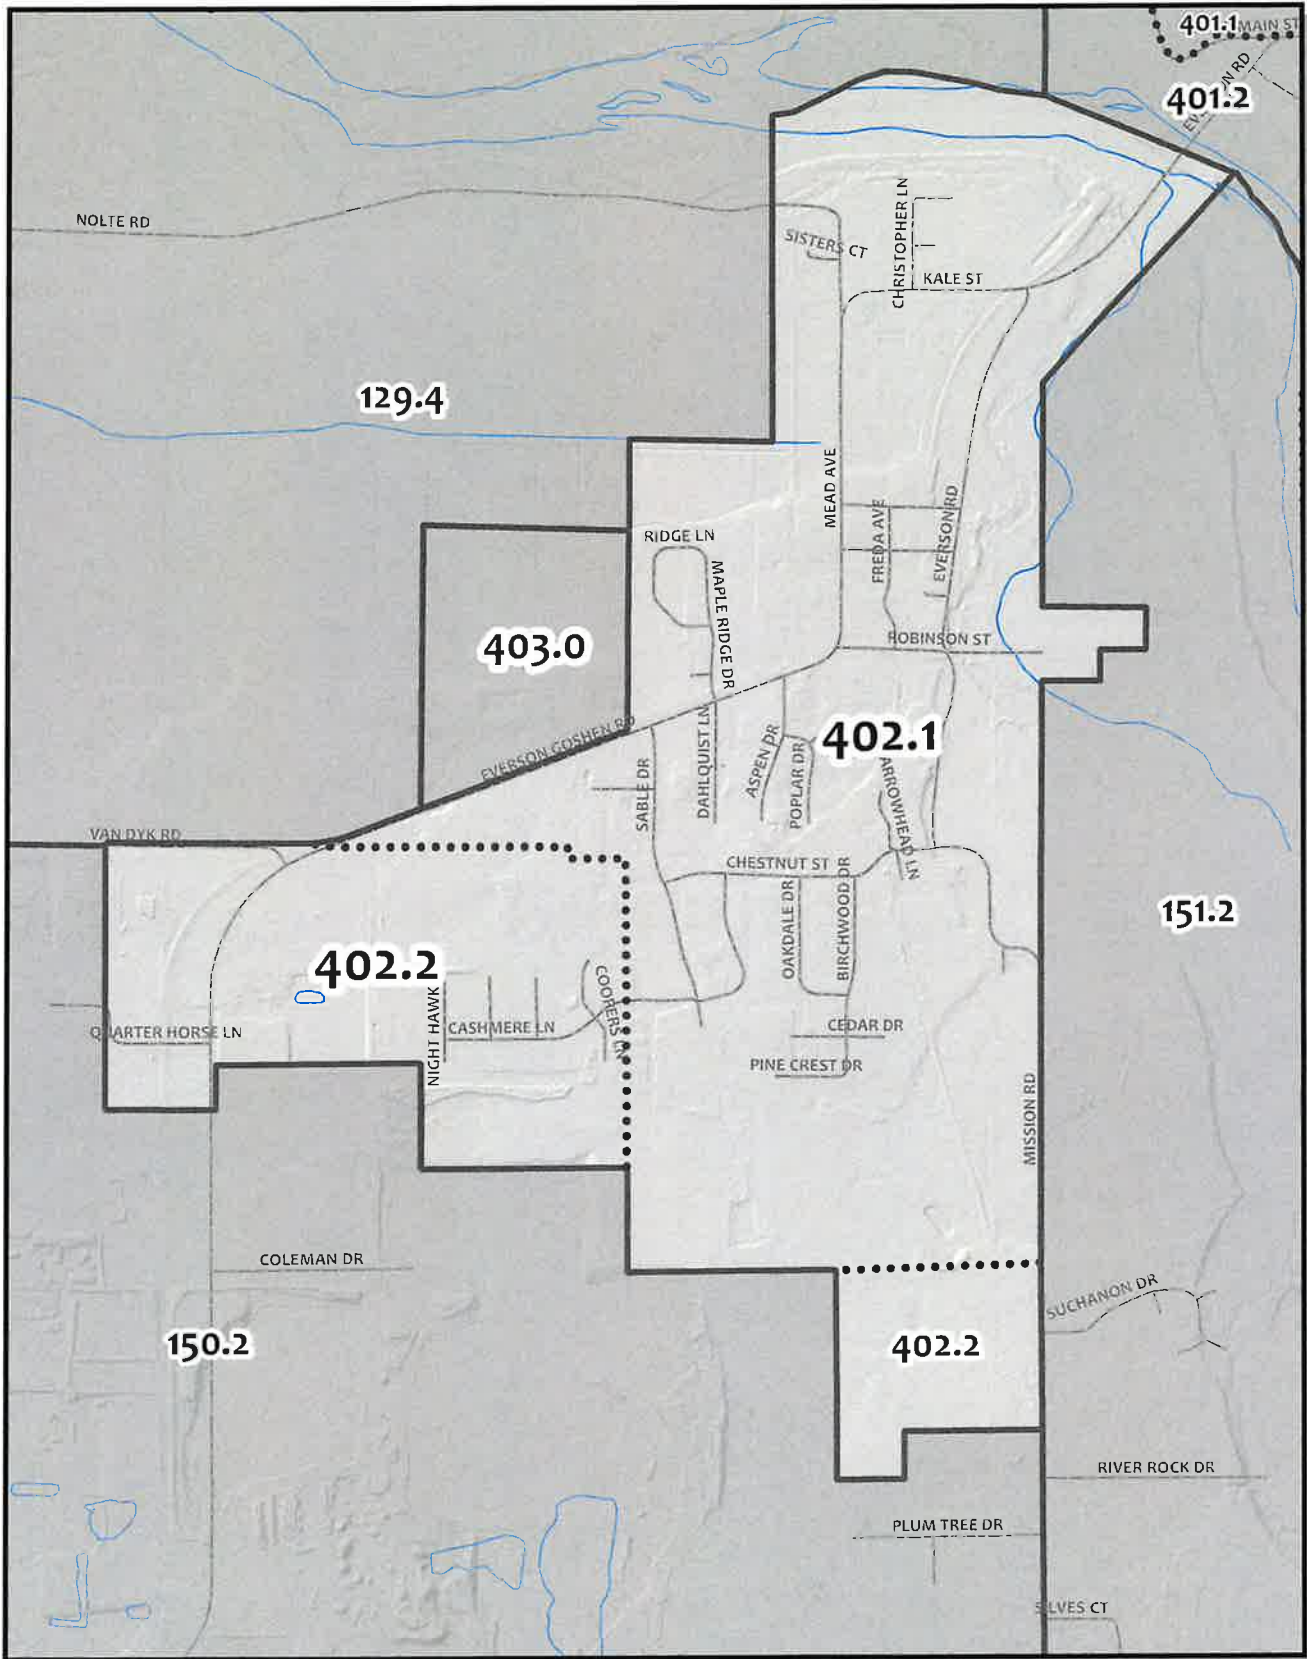 401.1
MAIN ST
401.2
NOLTE RD
CHRISTOPHER LN
SISTERS CT
KALE ST
129.4
MEAD AVE
FREDA AVE
EVERSON RD
RIDGE LN
MAPLE RIDGE DR
403.0
ROBINSON ST
EVERSON GOSHEN RD
402.1
SABLE DR
DAHLQUIST LN
ASPEN DR
POPLAR DR
ARROWHEAD LN
VAN DYK RD
CHESTNUT ST
OAKDALE DR
BIRCHWOOD DR
151.2
402.2
NIGHT HAWK
COOPERS LN
QUARTER HORSE LN
CASHMERE LN
CEDAR DR
PINE CREST DR
MISSION RD
COLEMAN DR
SUCHANON DR
150.2
402.2
RIVER ROCK DR
PLUM TREE DR
SILVES CT